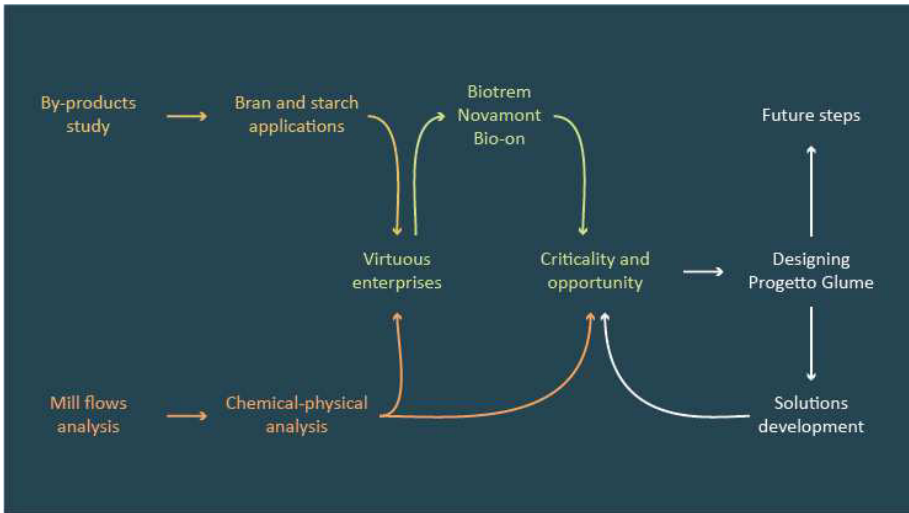 By-products
study
Bran and starch
applications
Biotrem
Novamont
Bio-on
Future steps
Virtuous
enterprises
Criticality and
opportunity
Designing
Progetto Glume
Mill flows
analysis
Chemical-physical
analysis
Solutions
development